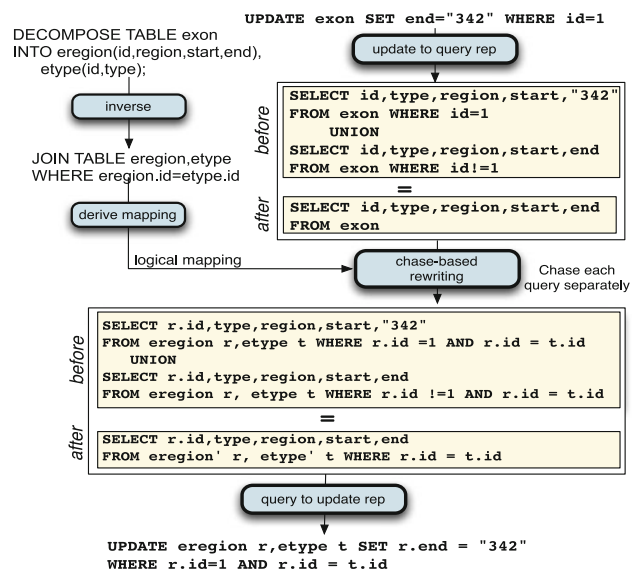 UPDATE exon SET end="342" WHERE id=1
DECOMPOSE TABLE exon
INTO eregion(id,region,start,end),
etype(id,type);
update to query rep
inverse
before
SELECT id,type,region,start,"342"
FROM exon WHERE id=1
UNION
SELECT id,type,region,start,end
FROM exon WHERE id!=1
=
JOIN TABLE eregion,etype
WHERE eregion.id=etype.id
after
SELECT id,type,region,start,end
FROM exon
derive mapping
logical mapping
chase-based
rewriting
Chase each
query separately
before
SELECT r.id,type,region,start,"342"
FROM eregion r,etype t WHERE r.id =1 AND r.id = t.id
UNION
SELECT r.id,type,region,start,end
FROM eregion r, etype t WHERE r.id !=1 AND r.id = t.id
=
after
SELECT r.id,type,region,start,end
FROM eregion' r, etype' t WHERE r.id = t.id
query to update rep
UPDATE eregion r,etype t SET r.end = "342"
WHERE r.id=1 AND r.id = t.id